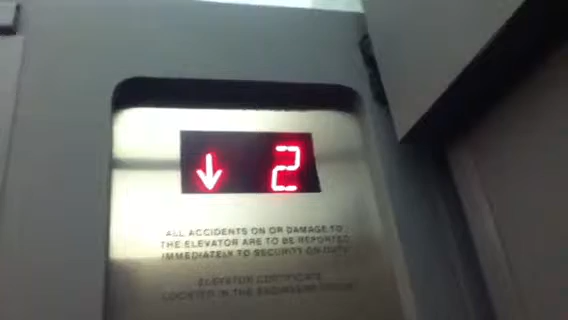 ↓ 2
ALL ACCIDENTS ON OR DAMAGE TO
THE ELEVATOR ARE TO BE REPORTED
IMMEDIATELY TO SECURITY ON DUTY
ELEVATOR CERTIFICATE
LOCATED IN THE